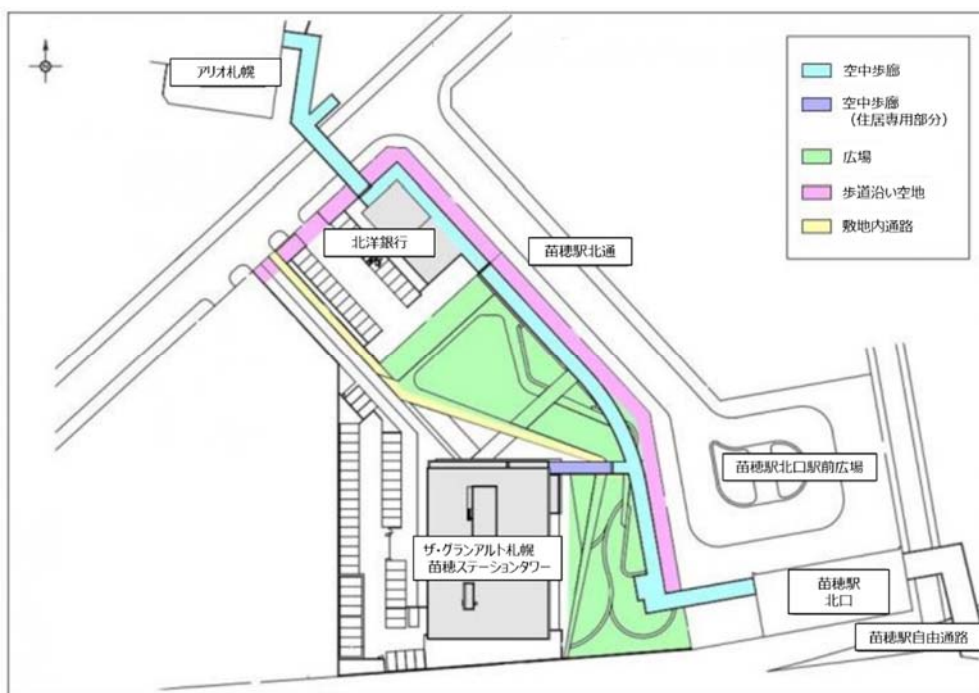 アリオ札幌
空中歩廊
空中歩廊
（住居専用部分）
広場
歩道沿い空地
敷地内通路
北洋銀行
苗穂駅北通
苗穂駅北口駅前広場
ザ・グランアルト札幌
苗穂ステーションタワー
苗穂駅
北口
苗穂駅自由通路